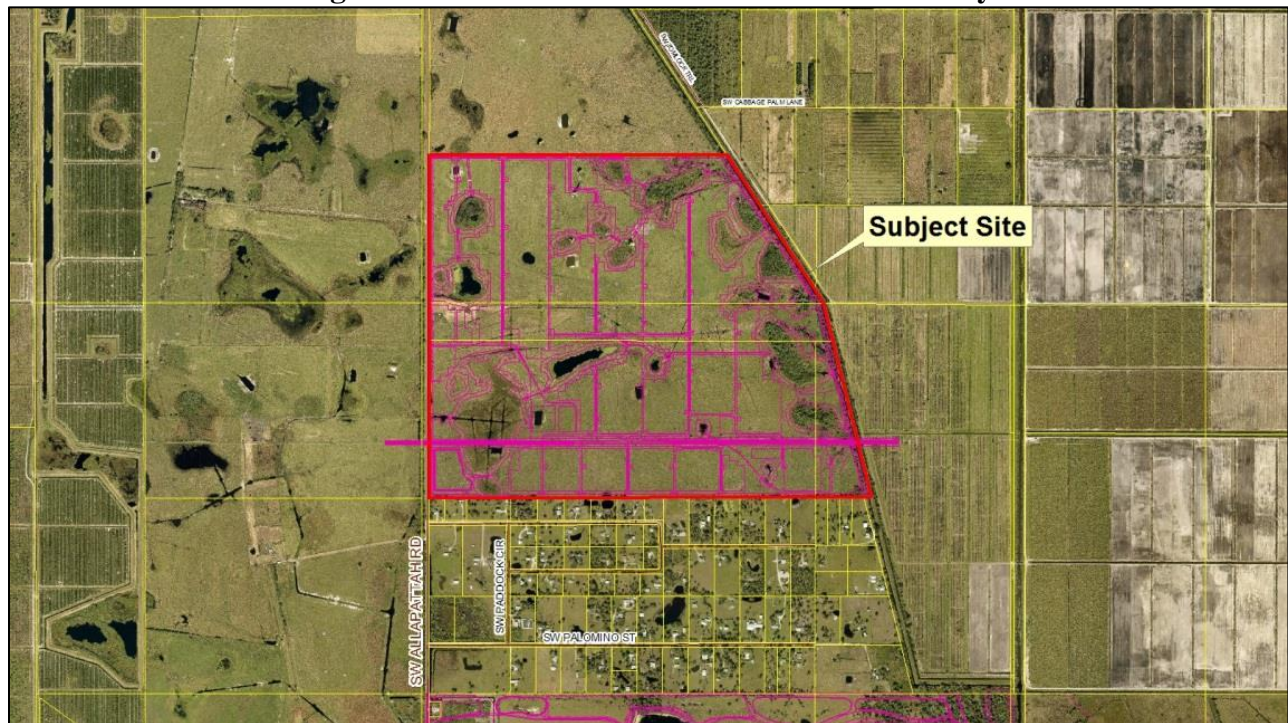 SW CABBAGE PALM LANE
Subject Site
SW ALLAPATTAH RD
SW PADDOCK CIR
SW PALOMINO ST